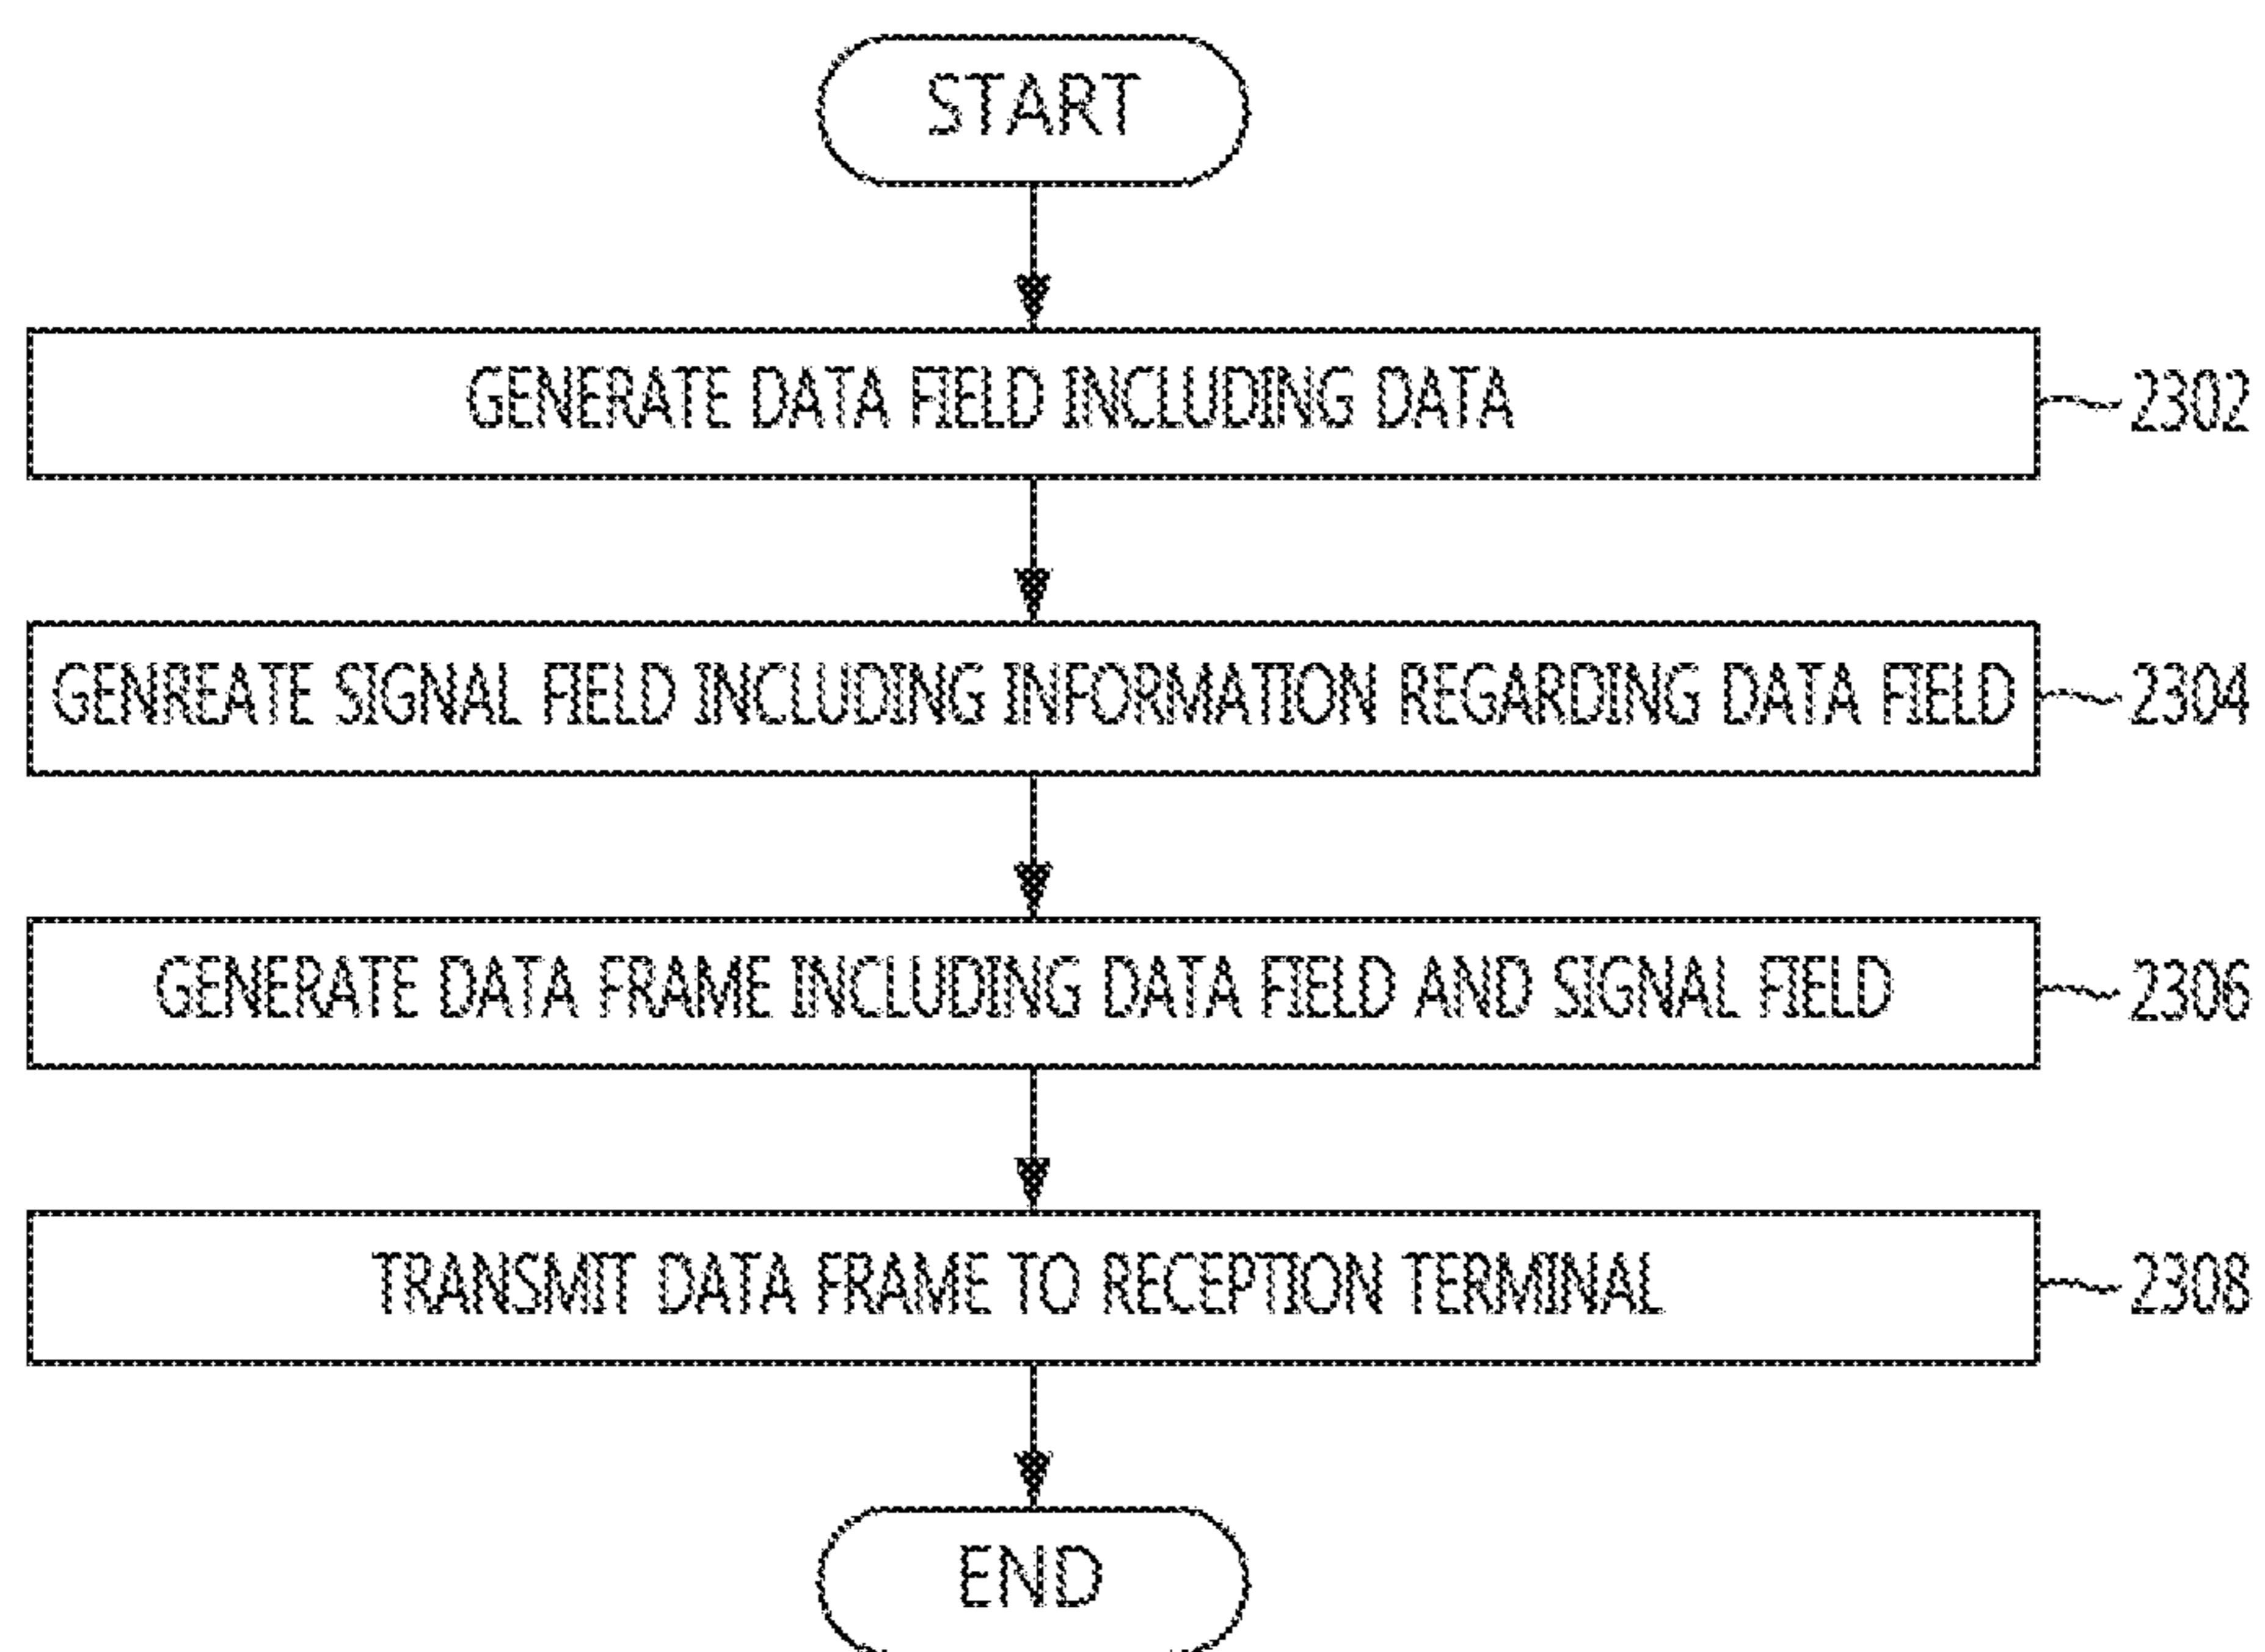 START
GENERATE DATA FIELD INCLUDING DATA
2302
GENREATE SIGNAL FIELD INCLUDING INFORMATION REGARDING DATA FIELD
2304
GENERATE DATA FRAME INCLUDING DATA FIELD AND SIGNAL FIELD
2306
TRANSMIT DATA FRAME TO RECEPTION TERMINAL
2308
END